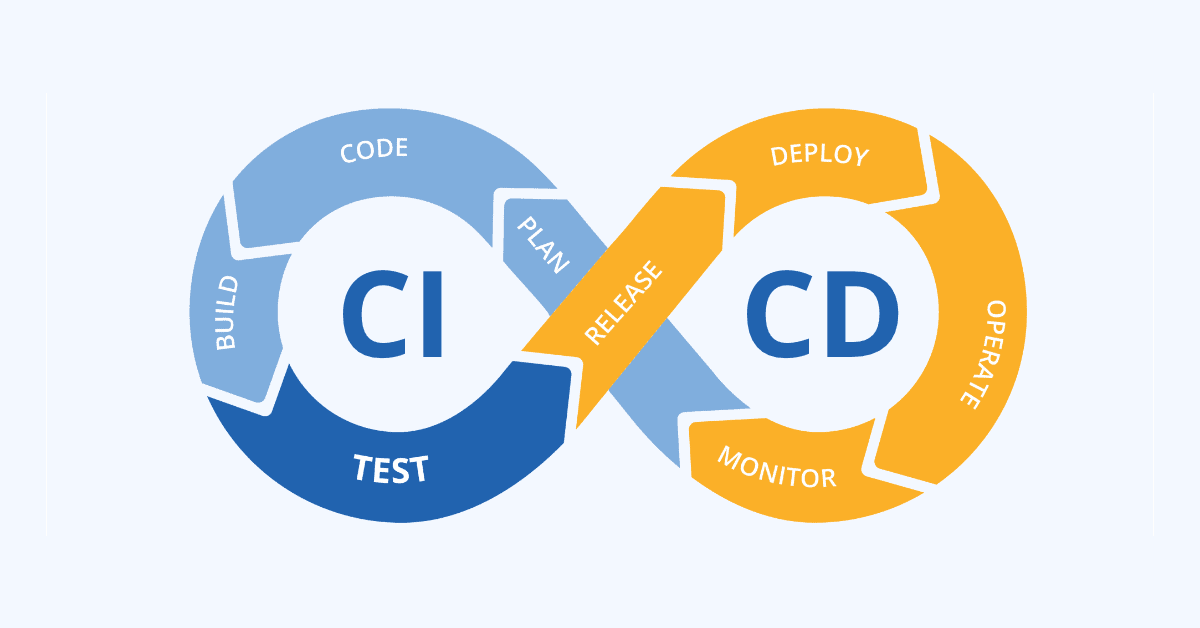 CODE
DEPLOY
PLAN
BUILD
CI
RELEASE
CD
OPERATE
TEST
MONITOR